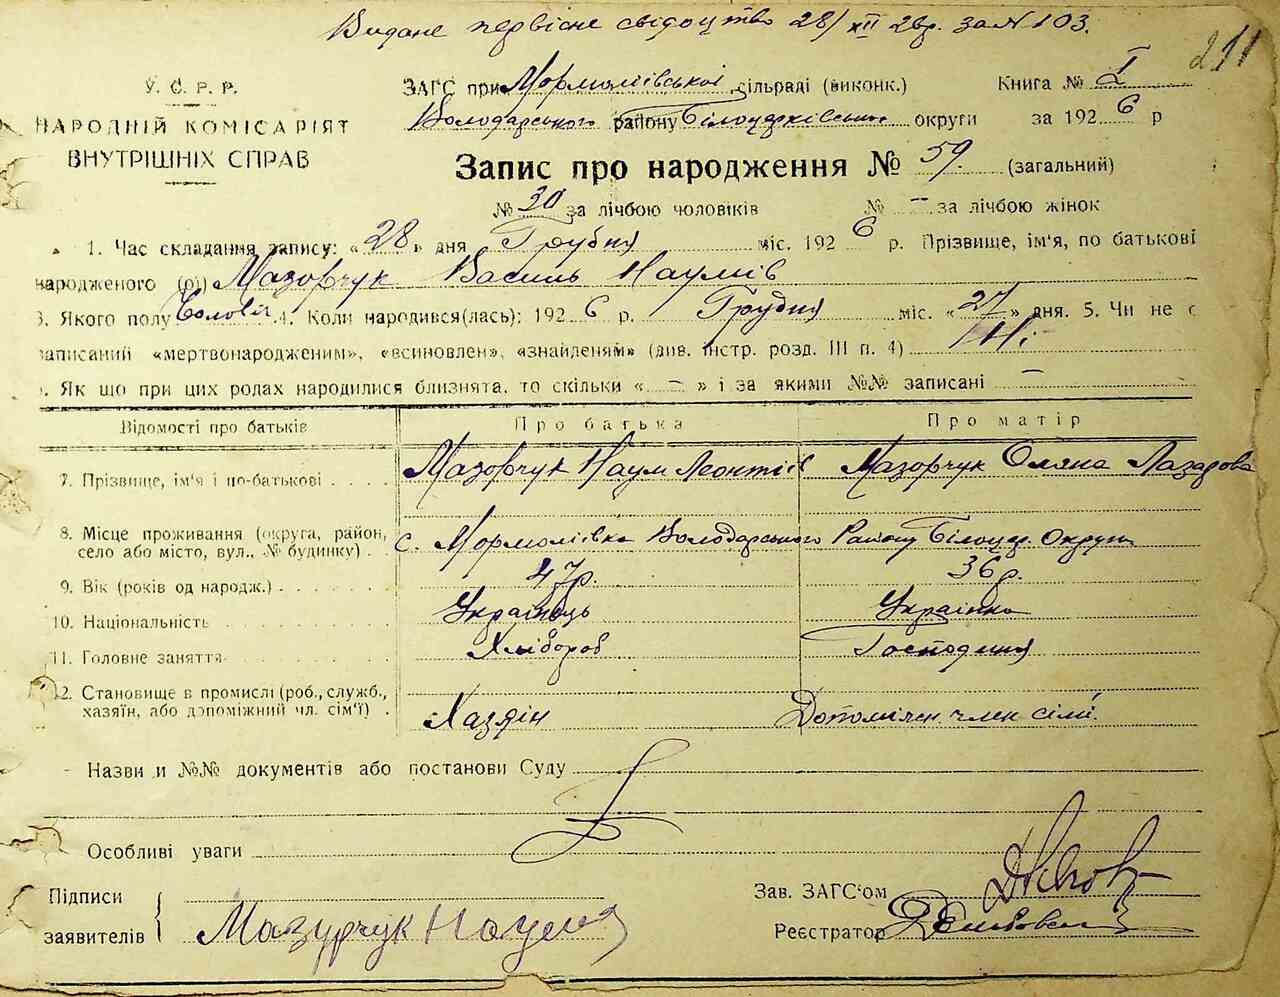 Видане первісне свідоцтво 28/XII 26р. за N 103.
211
У. С. Р. Р.
НАРОДНІЙ КОМІСАРІЯТ
ВНУТРІШНІХ СПРАВ
ЗАГС при Мормоліївської сільраді (виконк.) Книга № I
Володарського району Білоцерківської округи за 1926 р
Запис про народження № 59 (загальний)
№ 30 за лічбою чоловіків № – за лічбою жінок
1. Час складання запису: «28» дня Грудня міс. 1926 р. Прізвище, ім'я, по батькові
народженого (ої) Мазорчук Василь Наумів
3. Якого полу Чоловіч. 4. Коли народився(лась): 1926 р. Грудня міс. «27» дня. 5. Чи не є
записаний «мертвонародженим», «всиновлен», «знайденям» (див. інстр. розд. III п. 4) Ні
. Як що при цих родах народилися близнята, то скільки « – » і за якими №№ записані –
Відомості про батьків Про батька Про матір
7. Прізвище, ім'я і по-батькові Мазорчук Наум Леонтіїв Мазорчук Оляна Лазарова
8. Місце проживання (округа, район, село або місто, вул., № будинку) с. Мормоліївка Володарського Району Білоцер. Округи
9. Вік (років од народж.) 47р. 36 р.
10. Національність Українець Українка
11. Головне заняття Хлібороб Господиня
12. Становище в промислі (роб., служб., хазяїн, або допоміжний чл. сім'ї) Хазяїн Допоміжн. член сімї.
Назви и №№ документів або постанови Суду
Особливі уваги
Підписи
заявителів Мазурчук Наум
Зав. ЗАГС'ом
Реєстратор